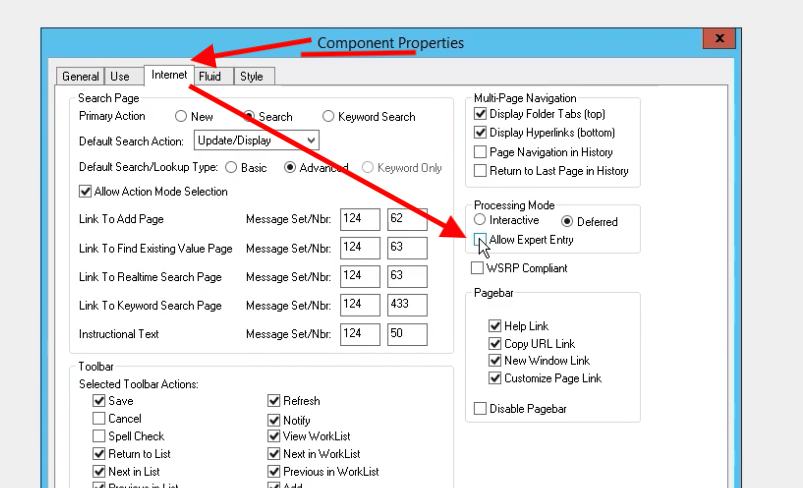 Component Properties
x
General Use Internet Fluid Style
Search Page
Primary Action New Search Keyword Search
Default Search Action: Update/Display
Default Search/Lookup Type: Basic Advanced Keyword Only
Allow Action Mode Selection
Link To Add Page Message Set/Nbr: 124 62
Link To Find Existing Value Page Message Set/Nbr: 124 63
Link To Realtime Search Page Message Set/Nbr: 124 63
Link To Keyword Search Page Message Set/Nbr: 124 433
Instructional Text Message Set/Nbr: 124 50
Toolbar
Selected Toolbar Actions:
Save Refresh
Cancel Notify
Spell Check View WorkList
Return to List Next in WorkList
Next in List Previous in WorkList
Previous in List Add
Multi-Page Navigation
Display Folder Tabs (top)
Display Hyperlinks (bottom)
Page Navigation in History
Return to Last Page in History
Processing Mode
Interactive Deferred
Allow Expert Entry
WSRP Compliant
Pagebar
Help Link
Copy URL Link
New Window Link
Customize Page Link
Disable Pagebar